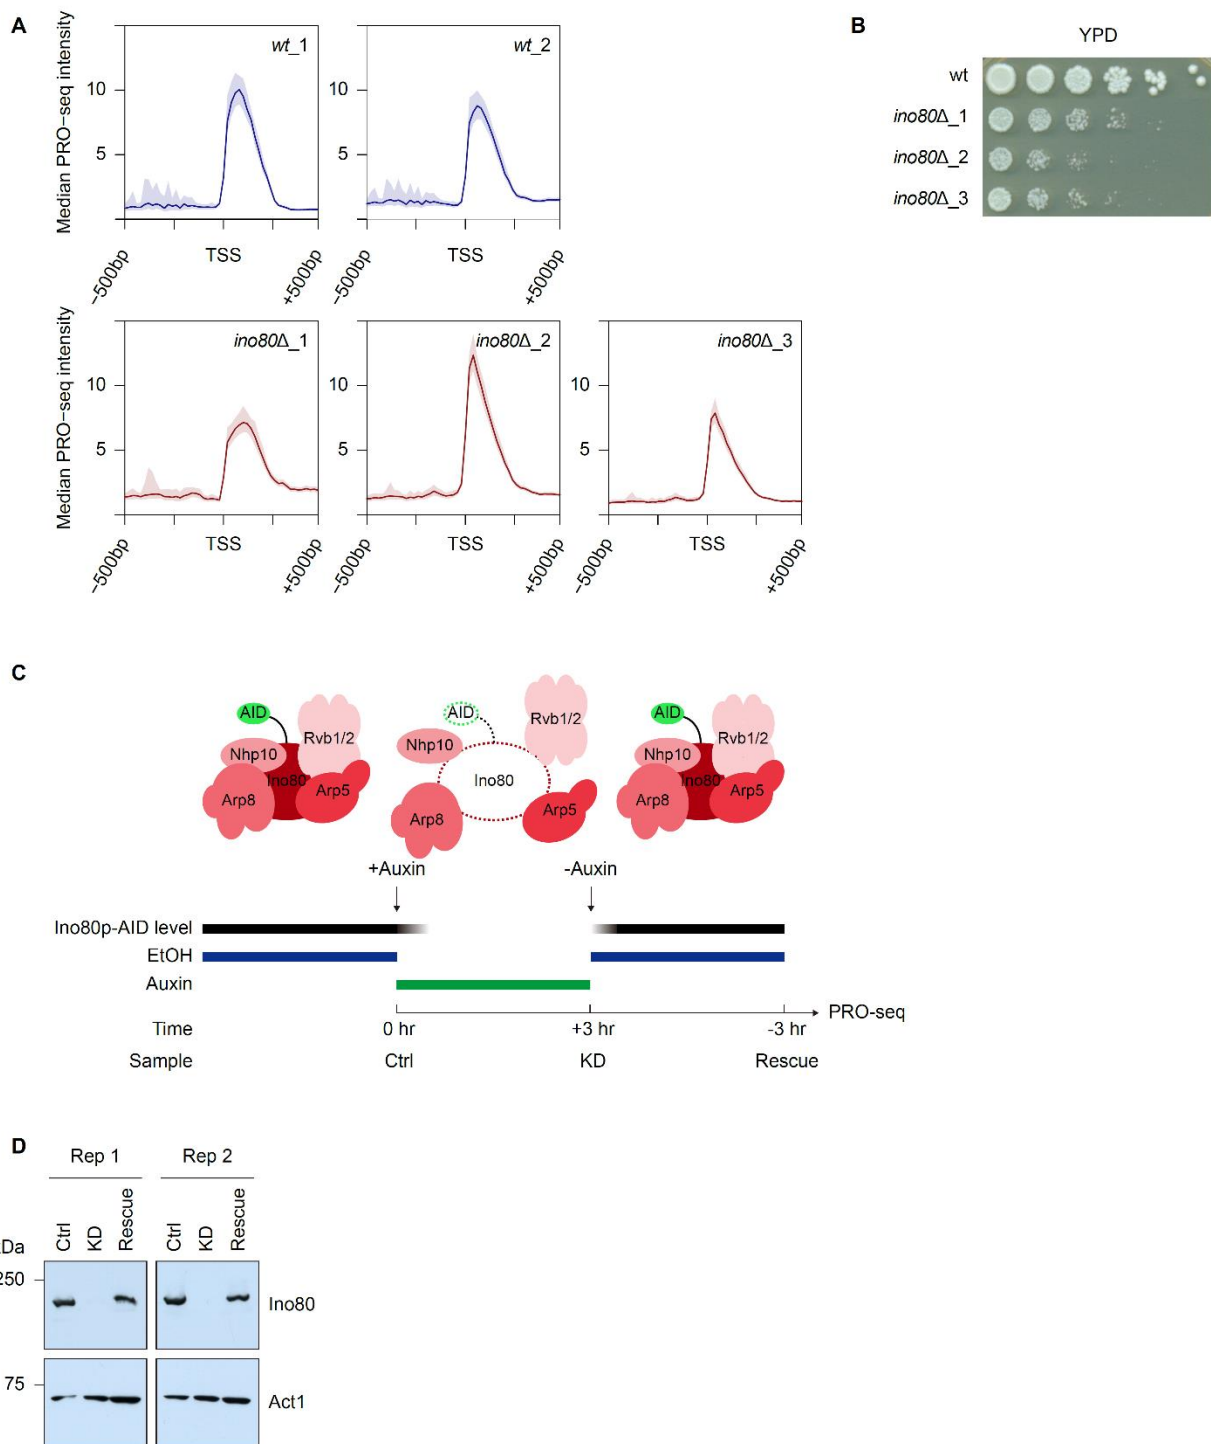 A
Median PRO−seq intensity
10
5
wt_1
−500bp
TSS
+500bp
wt_2
−500bp
TSS
+500bp
Median PRO−seq intensity
10
5
ino80Δ_1
−500bp
TSS
+500bp
ino80Δ_2
−500bp
TSS
+500bp
10
5
ino80Δ_3
−500bp
TSS
+500bp
B
YPD
wt
ino80Δ_1
ino80Δ_2
ino80Δ_3
C
AID
Nhp10
Rvb1/2
Ino80
Arp8
Arp5
AID
Nhp10
Rvb1/2
Ino80
Arp8
Arp5
AID
Nhp10
Rvb1/2
Ino80
Arp8
Arp5
+Auxin
-Auxin
Ino80p-AID level
EtOH
Auxin
PRO-seq
Time 0 hr +3 hr -3 hr
Sample Ctrl KD Rescue
D
Rep 1 Rep 2
Ctrl KD Rescue Ctrl KD Rescue
Da
250
Ino80
75
Act1